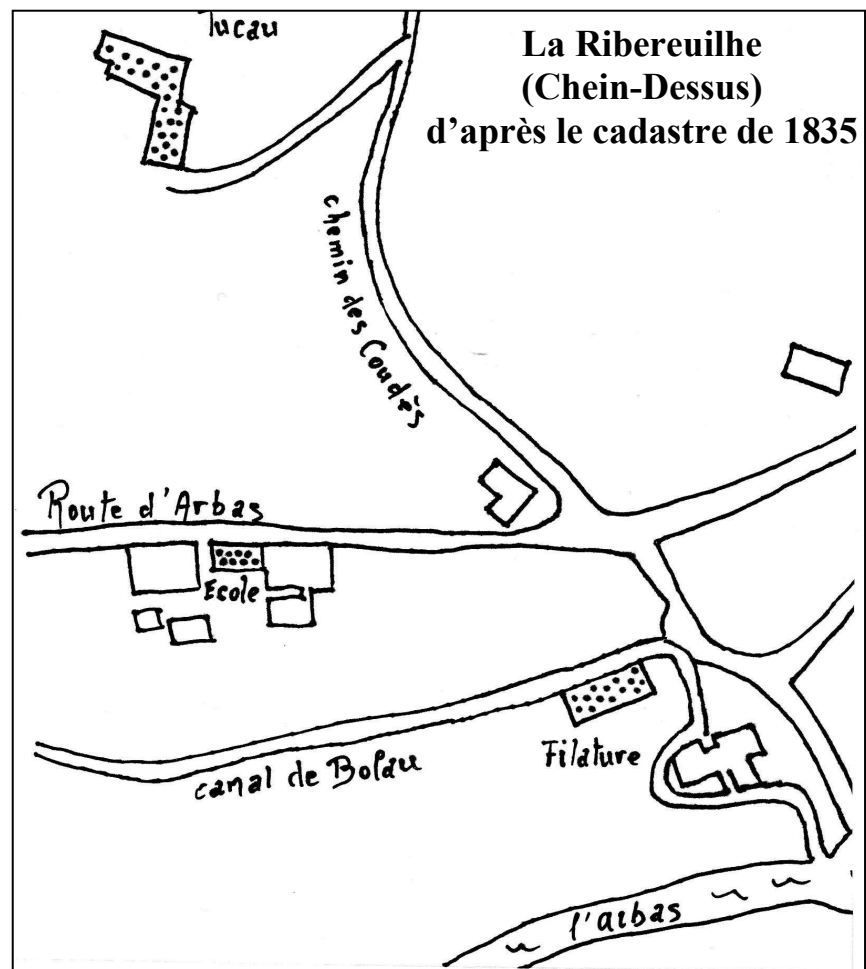 Tucau
La Ribereuilhe
(Chein-Dessus)
d'après le cadastre de 1835
chemin des Coudès
Route d'Arbas
Ecole
Filature
canal de Bolau
l'arbas